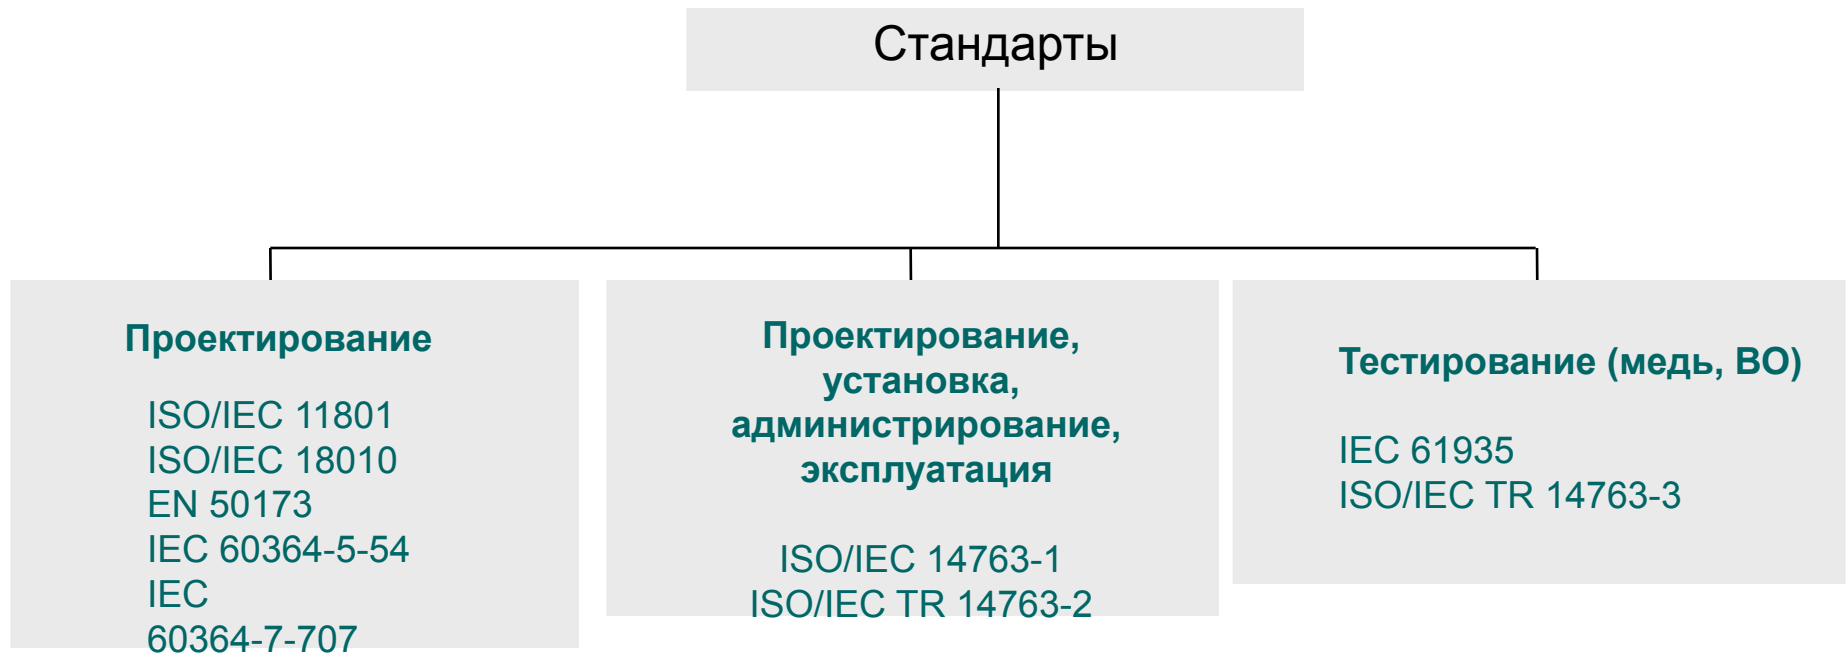 Стандарты
Проектирование
ISO/IEC 11801
ISO/IEC 18010
EN 50173
IEC 60364-5-54
IEC
60364-7-707
Проектирование,
установка,
администрирование,
эксплуатация
ISO/IEC 14763-1
ISO/IEC TR 14763-2
Тестирование (медь, ВО)
IEC 61935
ISO/IEC TR 14763-3